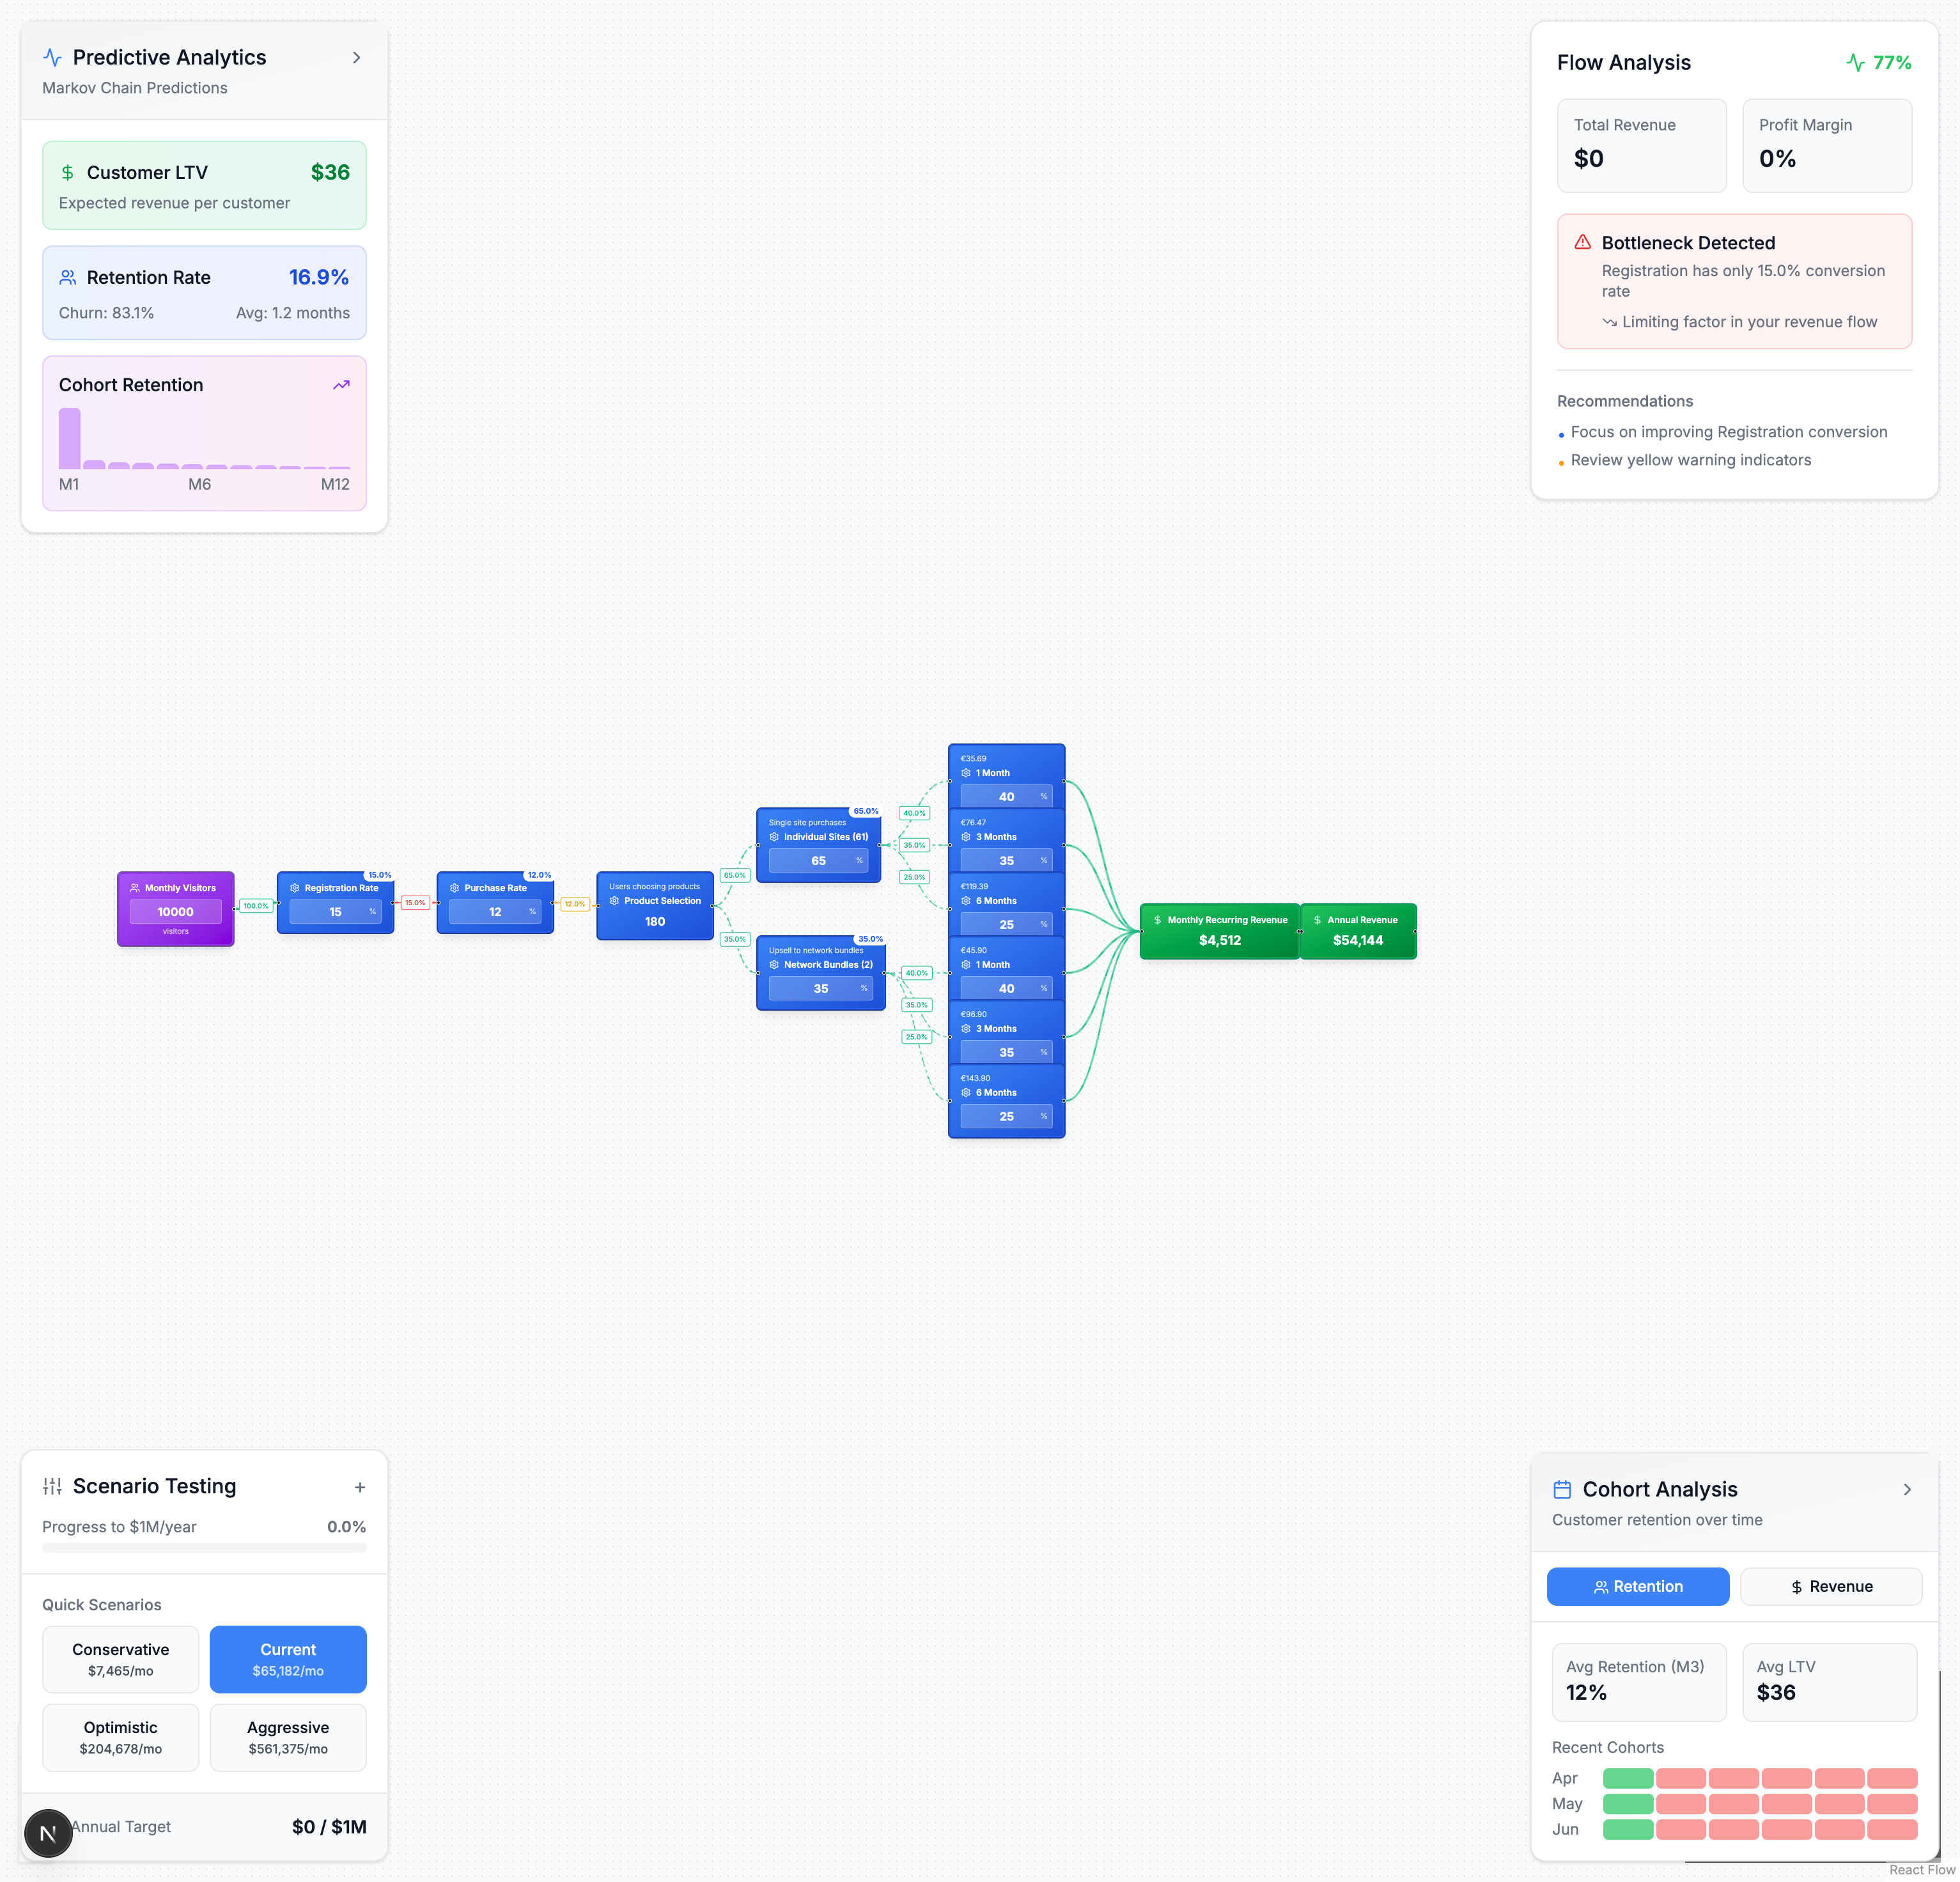 Predictive Analytics
Markov Chain Predictions
Customer LTV $36
Expected revenue per customer
Retention Rate 16.9%
Churn: 83.1% Avg: 1.2 months
Cohort Retention
M1 M6 M12
Flow Analysis 77%
Total Revenue
$0
Profit Margin
0%
Bottleneck Detected
Registration has only 15.0% conversion
rate
Limiting factor in your revenue flow
Recommendations
• Focus on improving Registration conversion
• Review yellow warning indicators
Monthly Visitors
10000
visitors
100.0%
15.0%
Registration Rate
15 %
15.0%
12.0%
Purchase Rate
12 %
12.0%
Users choosing products
Product Selection
180
65.0%
35.0%
65.0%
Single site purchases
Individual Sites (61)
65 %
35.0%
Upsell to network bundles
Network Bundles (2)
35 %
40.0%
35.0%
25.0%
40.0%
35.0%
25.0%
€35.69
1 Month
40 %
€76.47
3 Months
35 %
€119.39
6 Months
25 %
€45.90
1 Month
40 %
€96.90
3 Months
35 %
€143.90
6 Months
25 %
$ Monthly Recurring Revenue
$4,512
$ Annual Revenue
$54,144
Scenario Testing +
Progress to $1M/year 0.0%
Quick Scenarios
Conservative
$7,465/mo
Current
$65,182/mo
Optimistic
$204,678/mo
Aggressive
$561,375/mo
N
Annual Target $0 / $1M
Cohort Analysis
Customer retention over time
Retention
$ Revenue
Avg Retention (M3)
12%
Avg LTV
$36
Recent Cohorts
Apr
May
Jun
React Flow